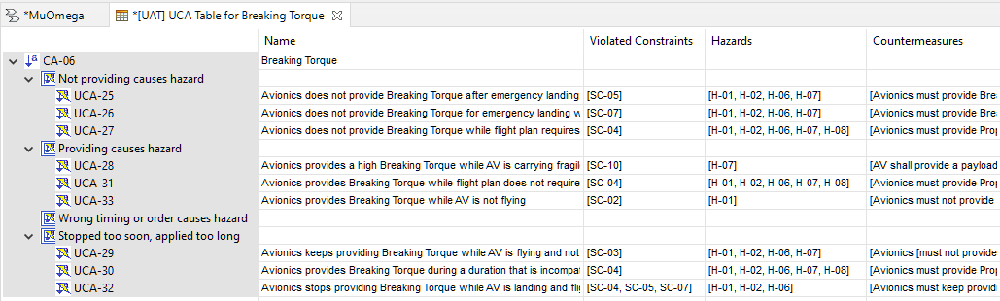 *MuOmega *[UAT] UCA Table for Breaking Torque
Name Violated Constraints Hazards Countermeasures
CA-06 Breaking Torque
Not providing causes hazard
UCA-25 Avionics does not provide Breaking Torque after emergency landing [SC-05] [H-01, H-02, H-06, H-07] [Avionics must provide Brea
UCA-26 Avionics does not provide Breaking Torque for emergency landing w [SC-07] [H-01, H-02, H-06, H-07] [Avionics must provide Brea
UCA-27 Avionics does not provide Breaking Torque while flight plan requires [SC-04] [H-01, H-02, H-06, H-07, H-08] [Avionics must provide Prop
Providing causes hazard
UCA-28 Avionics provides a high Breaking Torque while AV is carrying fragil [SC-10] [H-07] [AV shall provide a payload
UCA-31 Avionics provides Breaking Torque while flight plan does not require [SC-04] [H-01, H-02, H-06, H-07, H-08] [Avionics must provide Prop
UCA-33 Avionics provides Breaking Torque while AV is not flying [SC-02] [H-01] [Avionics must not provide
Wrong timing or order causes hazard
Stopped too soon, applied too long
UCA-29 Avionics keeps providing Breaking Torque while AV is flying and not [SC-03] [H-01, H-02, H-06, H-07] [Avionics [must not provide
UCA-30 Avionics provides Breaking Torque during a duration that is incompat [SC-04] [H-01, H-02, H-06, H-07, H-08] [Avionics must provide Prop
UCA-32 Avionics stops providing Breaking Torque while AV is landing and flig [SC-04, SC-05, SC-07] [H-01, H-02, H-06] [Avionics must keep provid